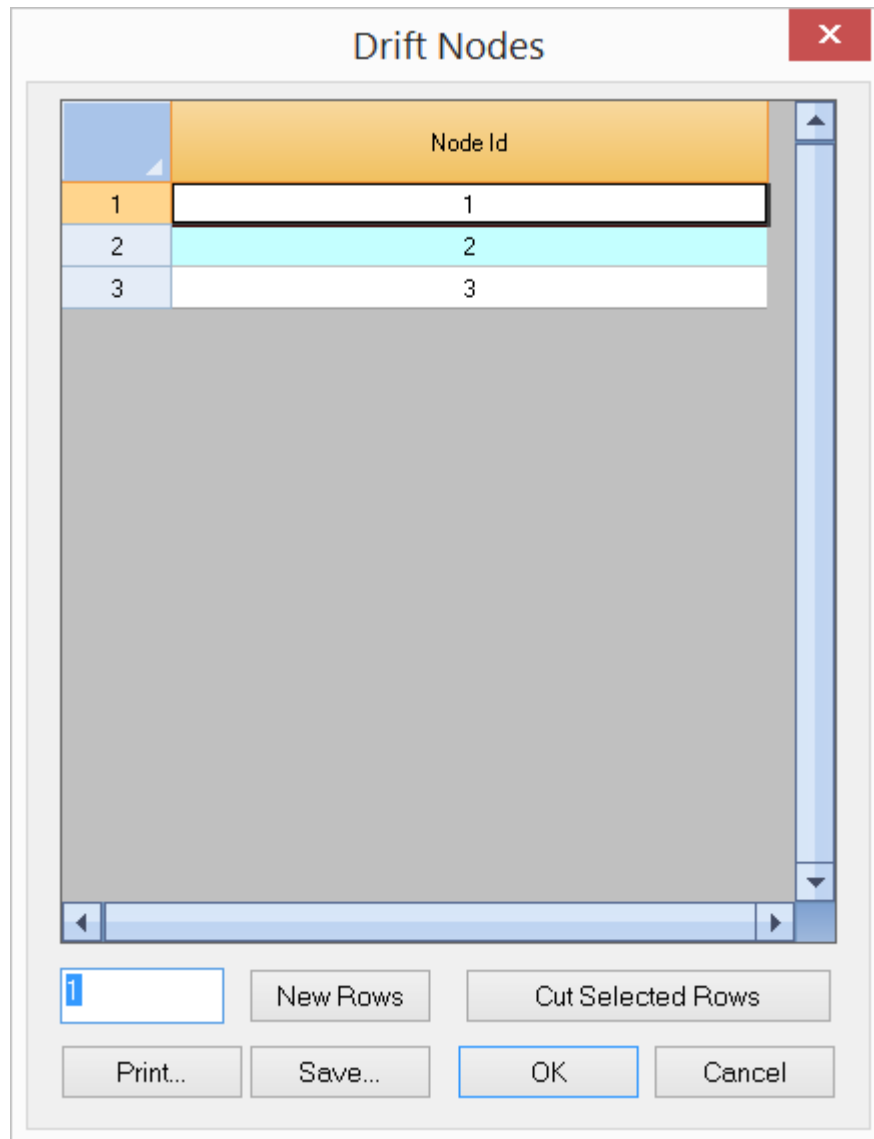 Drift Nodes
Node Id
1 1
2 2
3 3
1 New Rows Cut Selected Rows
Print... Save... OK Cancel